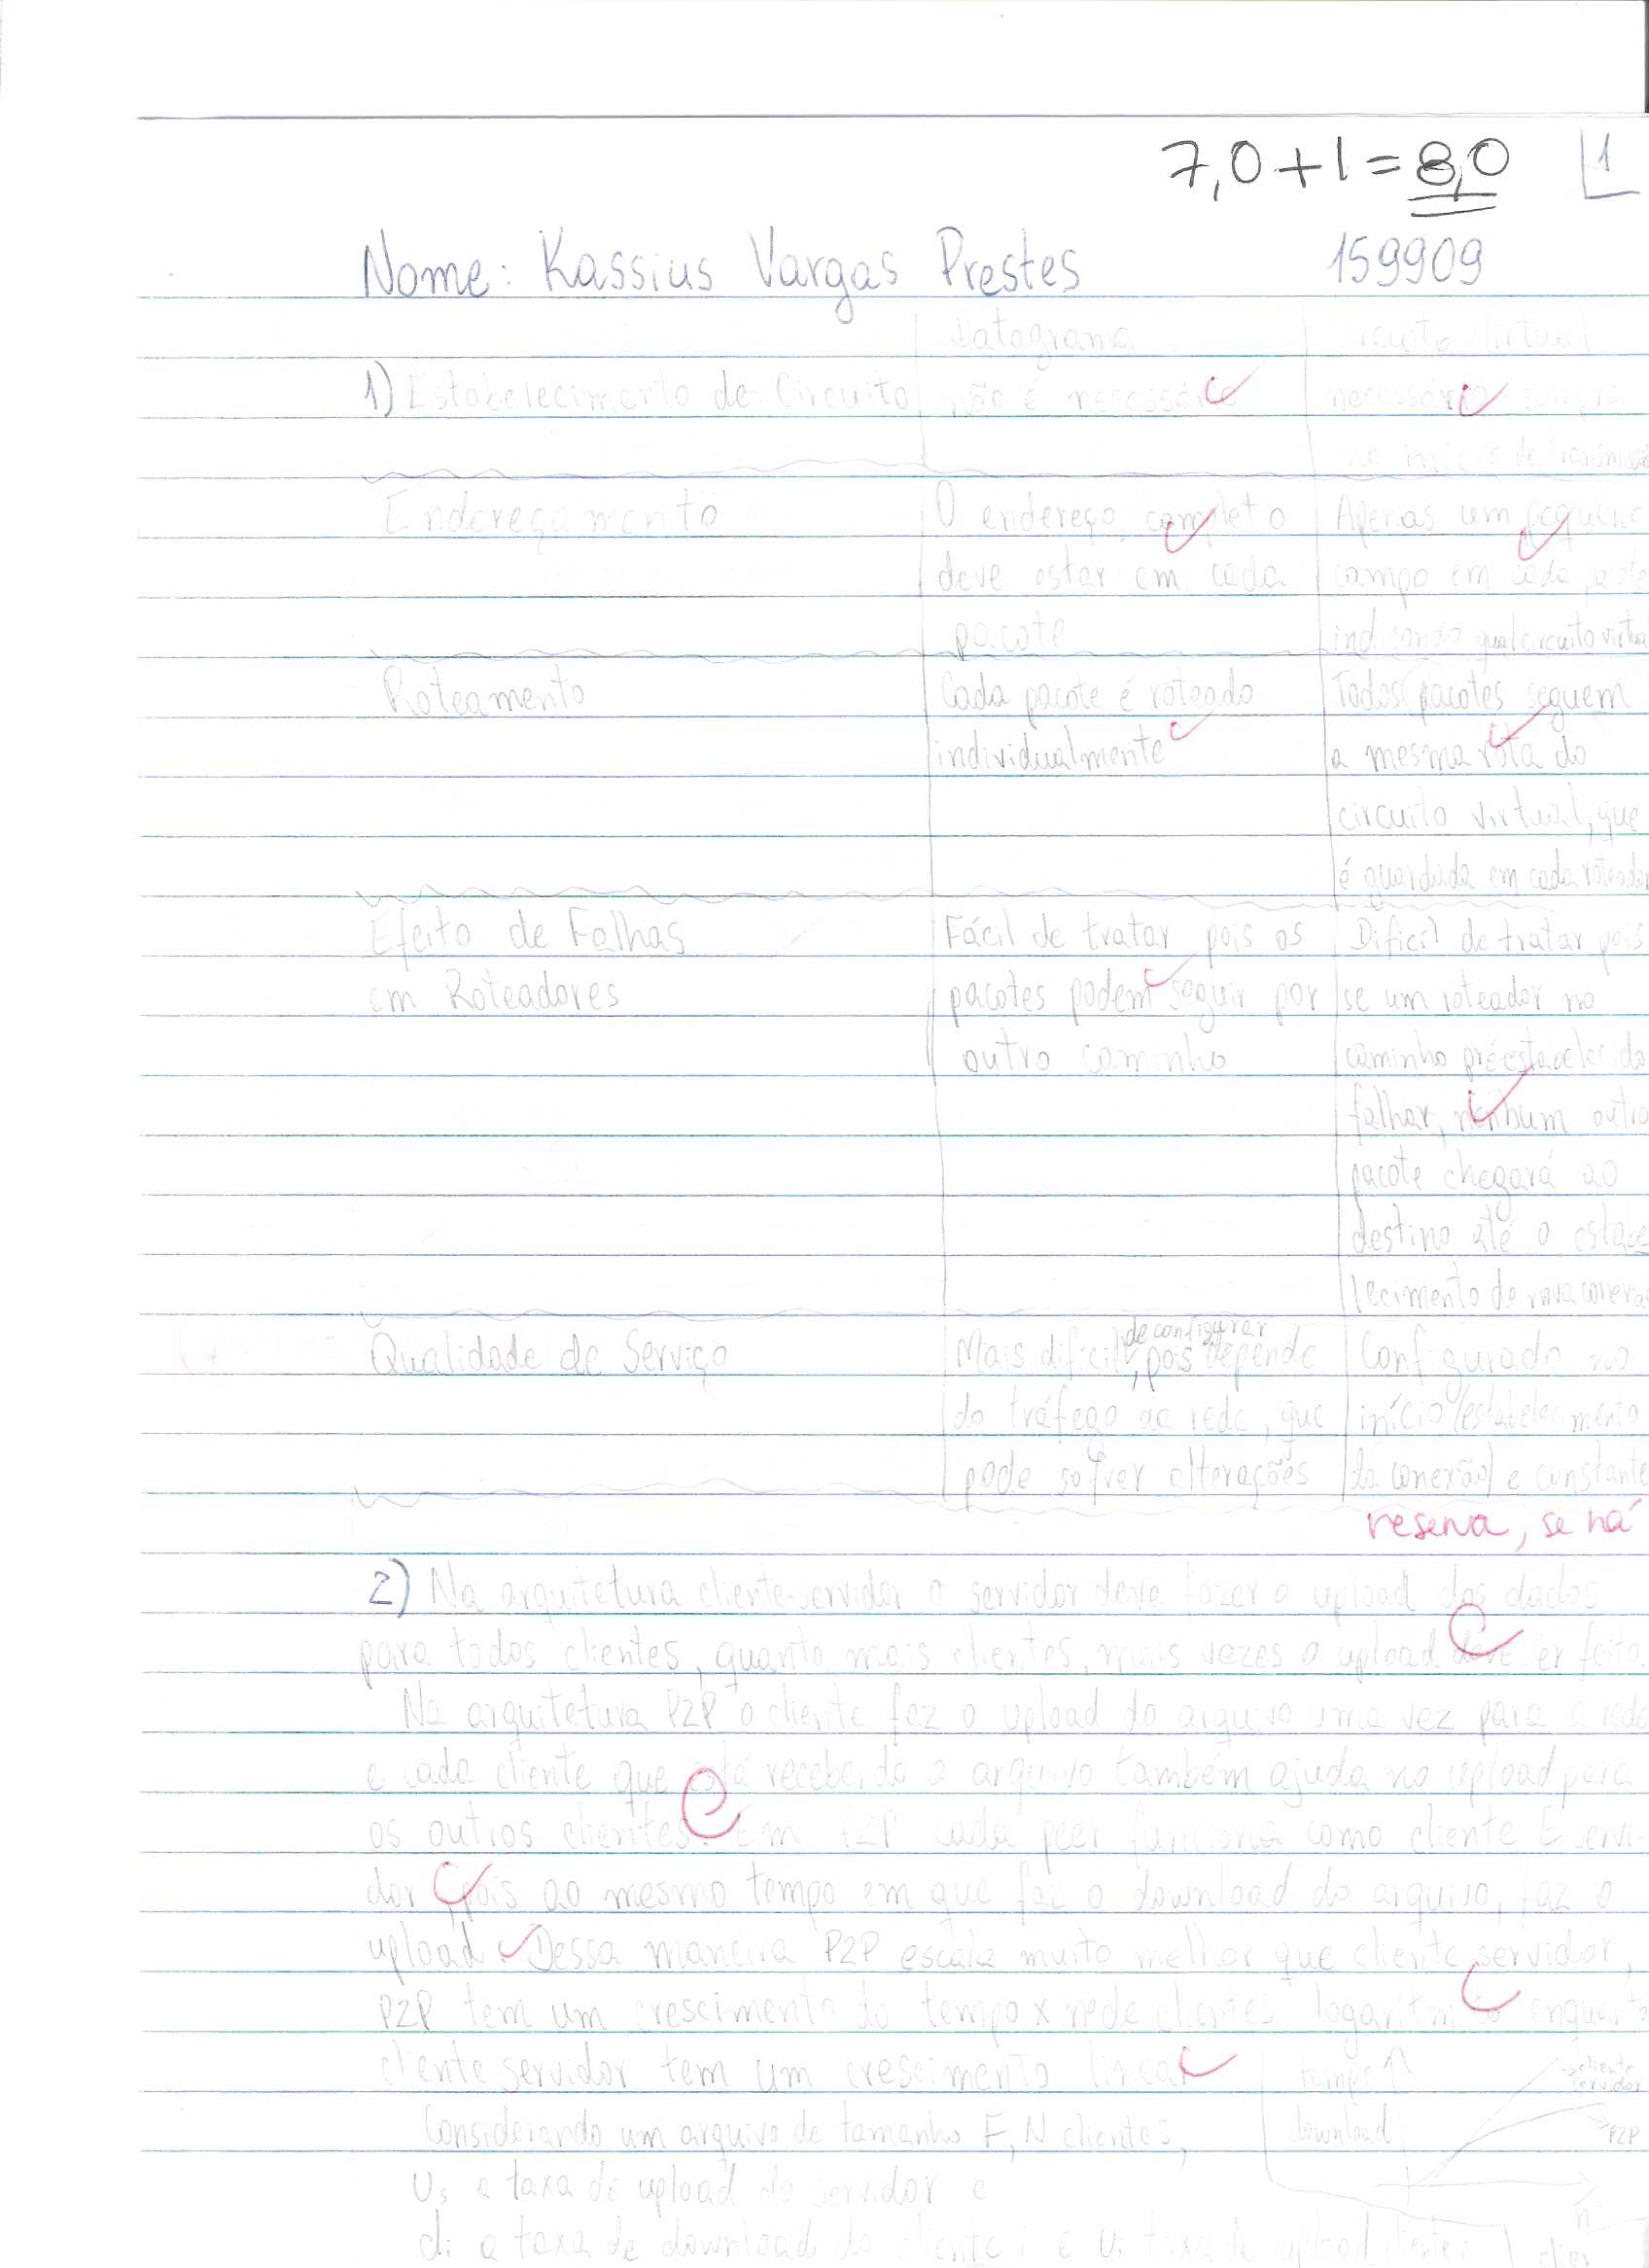 7,0+1=8,0 1
Nome: Kassius Vargas Prestes 159909
Datagrama Circuito Virtual
1) Estabelecimento de Circuito não é necessário necessário sempre
no início da transmissão
Endereçamento O endereço completo Apenas um pequeno
deve estar em cada campo em cada pacote
pacote indicando qual circuito virtual
Roteamento Cada pacote é roteado Todos pacotes seguem
individualmente a mesma rota do
circuito virtual, que
é guardada em cada roteador
Efeito de Falhas Fácil de tratar pois os Dificil de tratar pois
em Roteadores pacotes podem seguir por se um roteador no
outro caminho caminho préestabelecido
falhar, nenhum outro
pacote chegará ao
destino até o estabe
lecimento de nova conexão
Qualidade de Serviço Mais difícil de configurar, pois depende Configurado no
do tráfego da rede, que início (estabelecimento
pode sofrer alterações da conexão) e constante
reserva, se há
2) Na arquitetura cliente-servidor o servidor deve fazer o upload dos dados
para todos clientes, quanto mais clientes, mais vezes o upload deve ser feito.
Na arquitetura P2P o cliente faz o upload do arquivo uma vez para a rede
e cada cliente que está recebendo o arquivo também ajuda no upload para
os outros clientes. Em P2P cada peer funciona como cliente E servi-
dor, pois ao mesmo tempo em que faz o download do arquivo, faz o
upload. Dessa maneira P2P escala muito melhor que cliente servidor,
P2P tem um crescimento do tempo x nº de clientes logarítmico enquanto
cliente servidor tem um crescimento linear tempo cliente servidor
Considerando um arquivo de tamanho F, N clientes, download P2P
Us a taxa de upload do servidor e
di a taxa de download do cliente i e Ui taxa de upload cliente i n